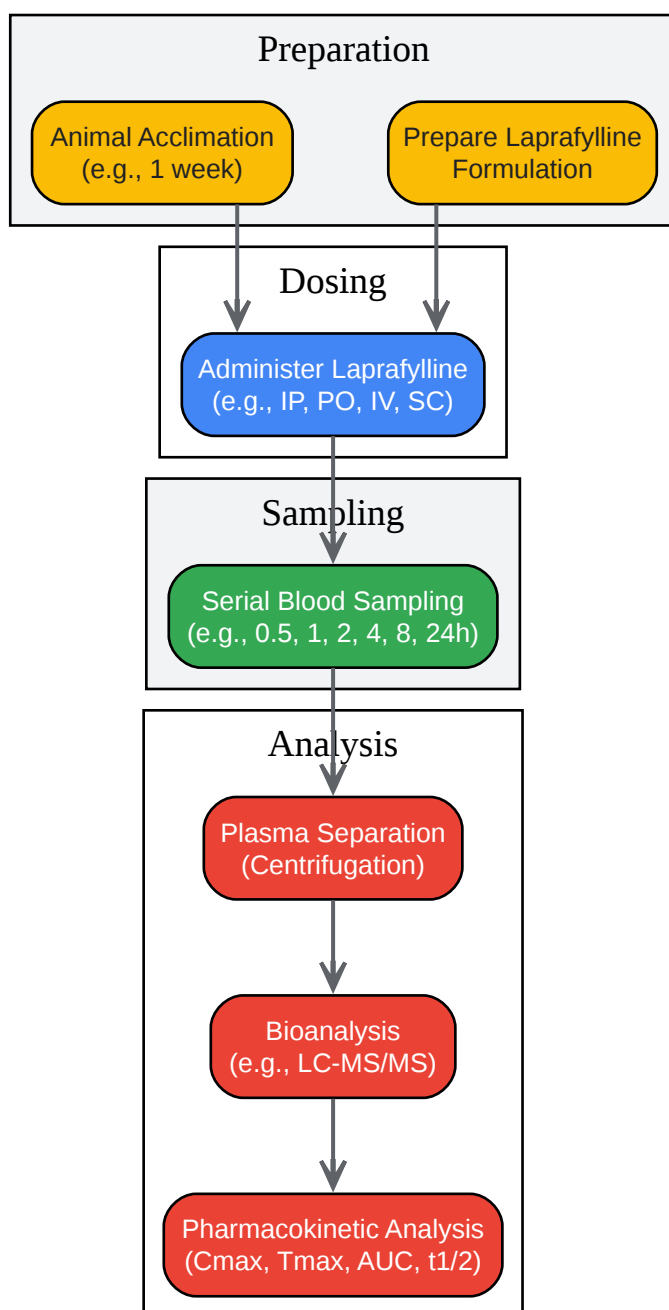 Preparation
Animal Acclimation
(e.g., 1 week)
Prepare Laprafylline
Formulation
Dosing
Administer Laprafylline
(e.g., IP, PO, IV, SC)
Sampling
Serial Blood Sampling
(e.g., 0.5, 1, 2, 4, 8, 24h)
Analysis
Plasma Separation
(Centrifugation)
Bioanalysis
(e.g., LC-MS/MS)
Pharmacokinetic Analysis
(Cmax, Tmax, AUC, t1/2)